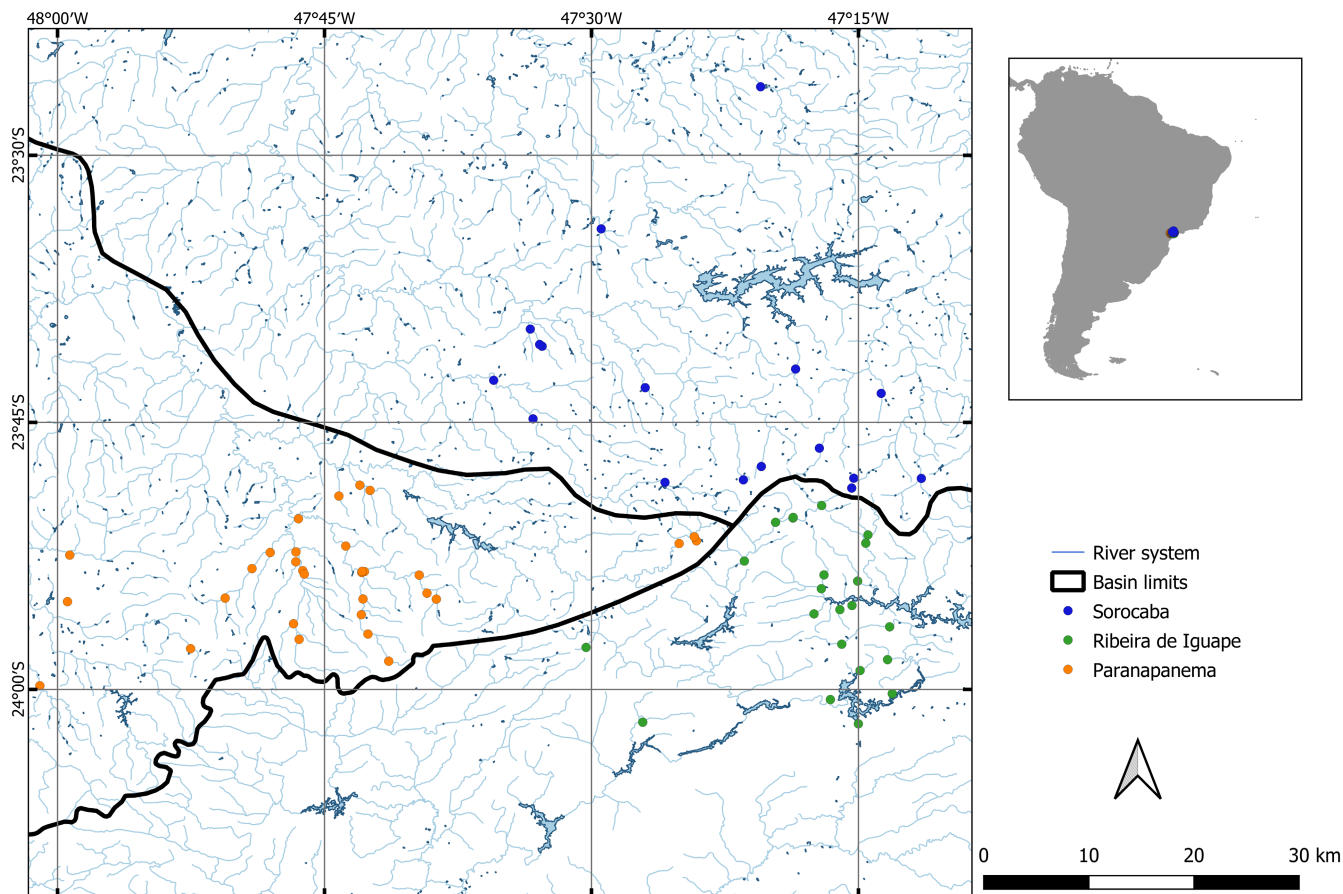 48°00'W 47°45'W 47°30'W 47°15'W
23°30'S
23°45'S
24°00'S
River system
Basin limits
Sorocaba
Ribeira de Iguape
Paranapanema
0 10 20 30 km